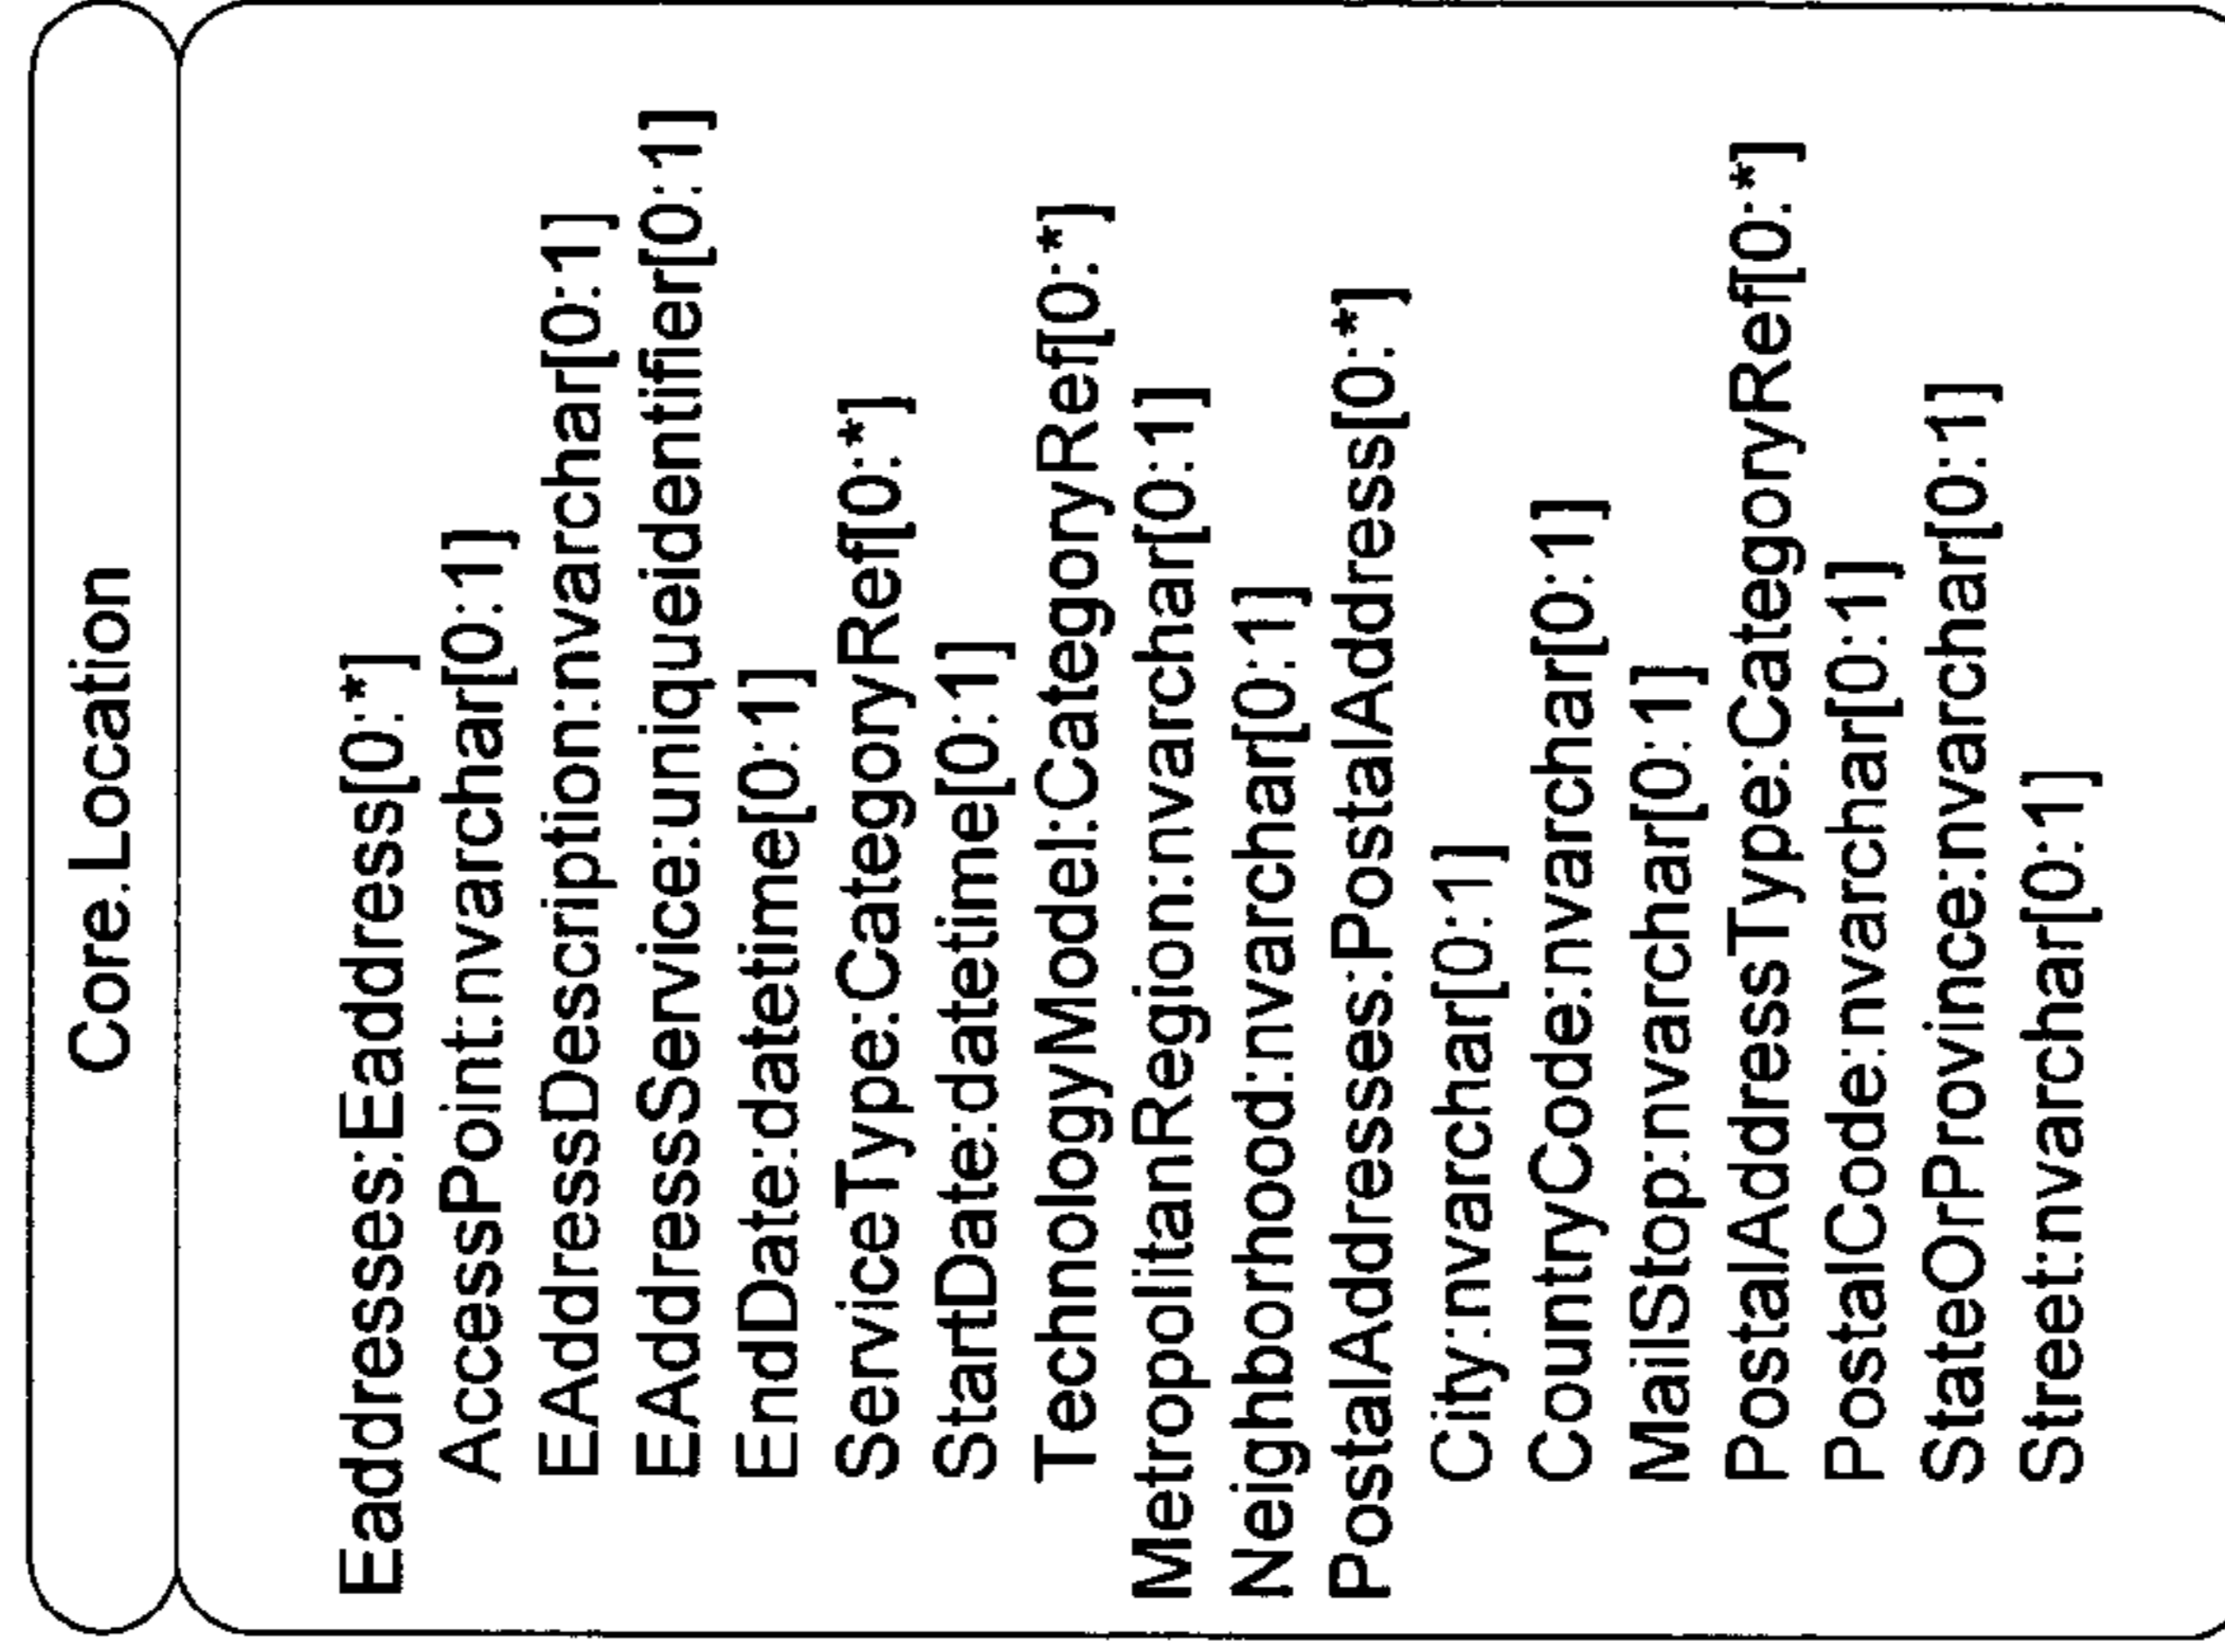 Core.Location
Eaddresses:Eaddress[0:*]
AccessPoint:nvarchar[0:1]
EAddressDescription:nvarchar[0:1]
EAddressService:uniqueidentifier[0:1]
EndDate:datetime[0:1]
ServiceType:CategoryRef[0:*]
StartDate:datetime[0:1]
TechnologyModel:CategoryRef[0:*]
MetropolitanRegion:nvarchar[0:1]
Neighborhood:nvarchar[0:1]
PostalAddresses:PostalAddress[0:*]
City:nvarchar[0:1]
CountryCode:nvarchar[0:1]
MailStop:nvarchar[0:1]
PostalAddressType:CategoryRef[0:*]
PostalCode:nvarchar[0:1]
StateOrProvince:nvarchar[0:1]
Street:nvarchar[0:1]